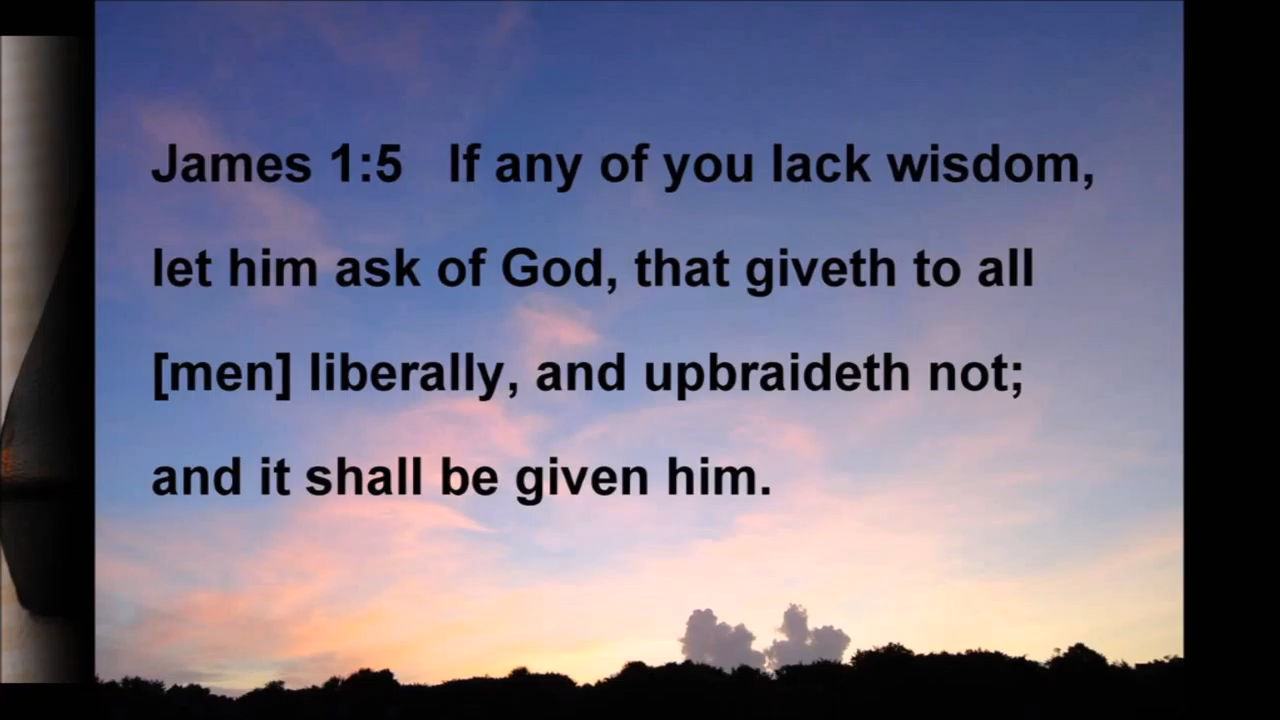 James 1:5   If any of you lack wisdom,
let him ask of God, that giveth to all
[men] liberally, and upbraideth not;
and it shall be given him.